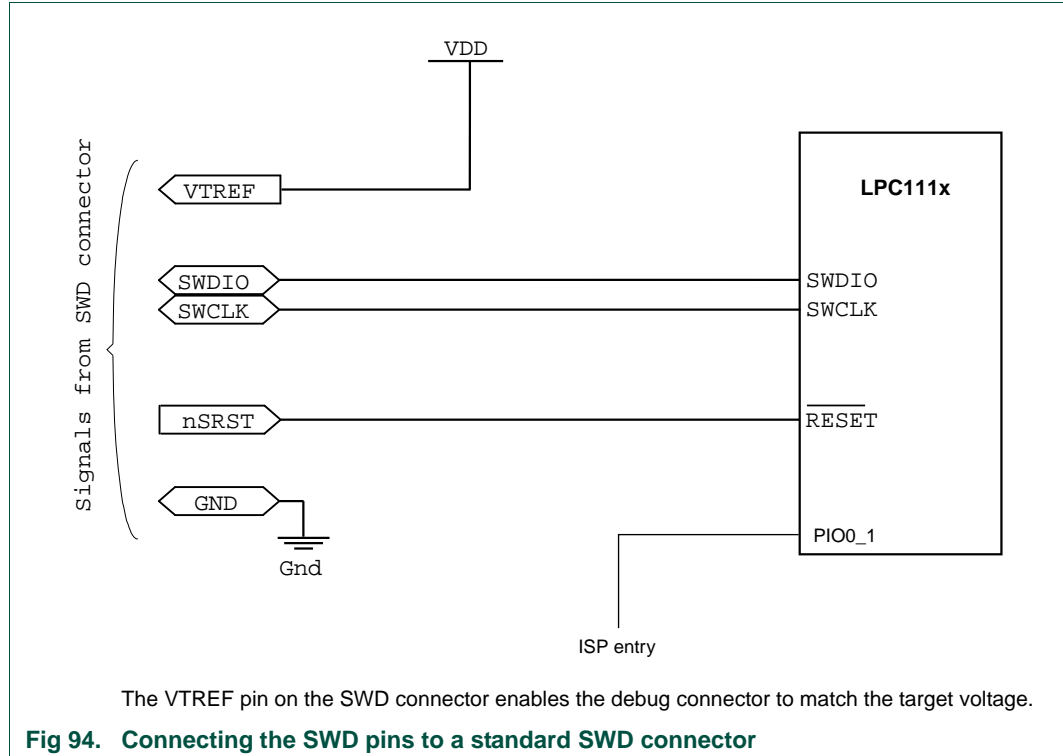 VDD
Signals from SWD connector
VTREF
LPC111x
SWDIO
SWDIO
SWCLK
SWCLK
nSRST
RESET
GND
Gnd
PIO0_1
ISP entry
The VTREF pin on the SWD connector enables the debug connector to match the target voltage.
Fig 94. Connecting the SWD pins to a standard SWD connector